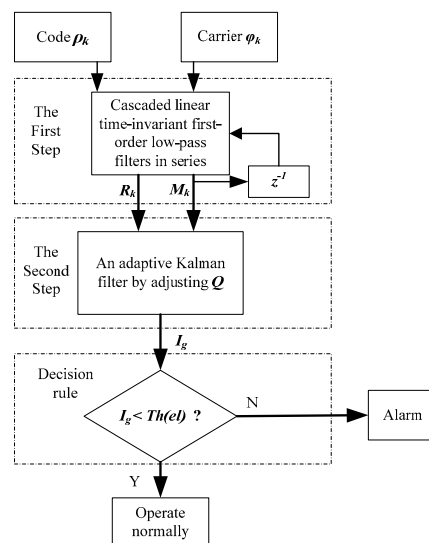 Code ρk
Carrier φk
The
First
Step
Cascaded linear
time-invariant first-
order low-pass
filters in series
z-1
Rk
Mk
The
Second
Step
An adaptive Kalman
filter by adjusting Q
Ig
Decision
rule
Ig< Th(el) ?
N
Alarm
Y
Operate
normally